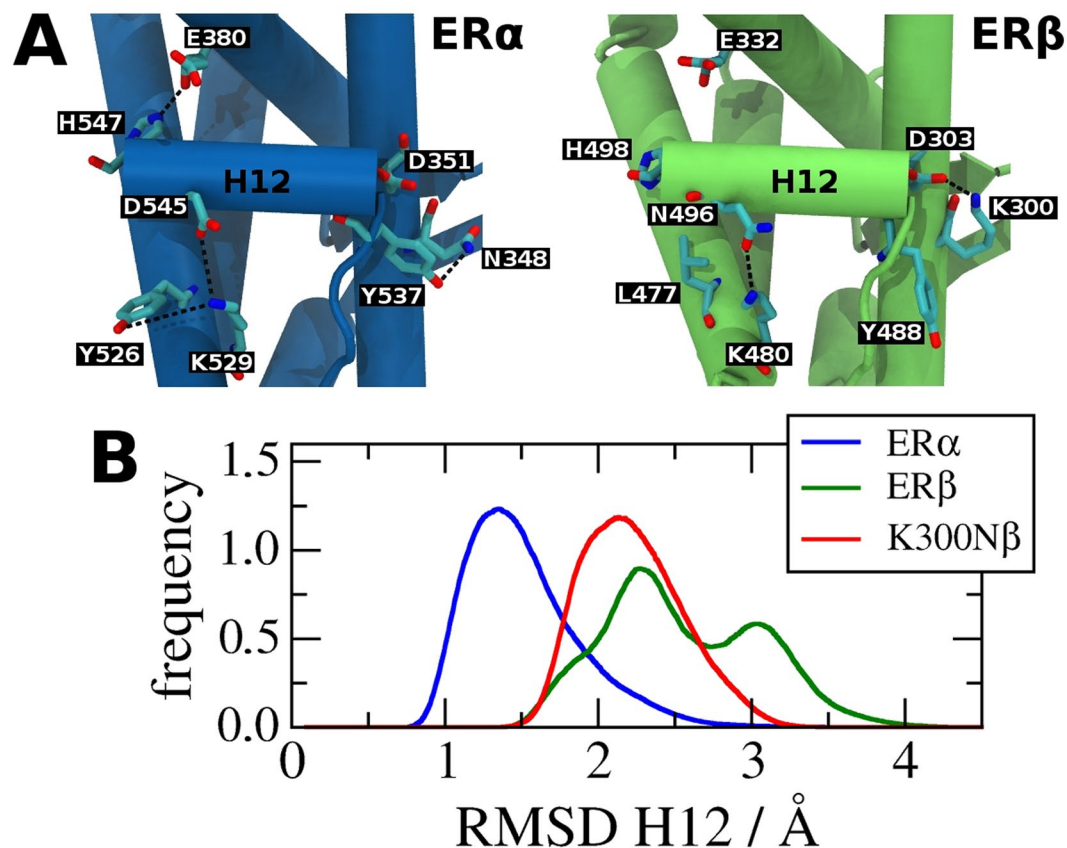 A
ERα
ERβ
E380
H547
D351
H12
D545
N348
Y537
Y526
K529
E332
D303
H498
H12
N496
K300
L477
Y488
K480
B
ERα
ERβ
K300Nβ
frequency
1.5
1.0
0.5
0.0
0 1 2 3 4
RMSD H12 / Å